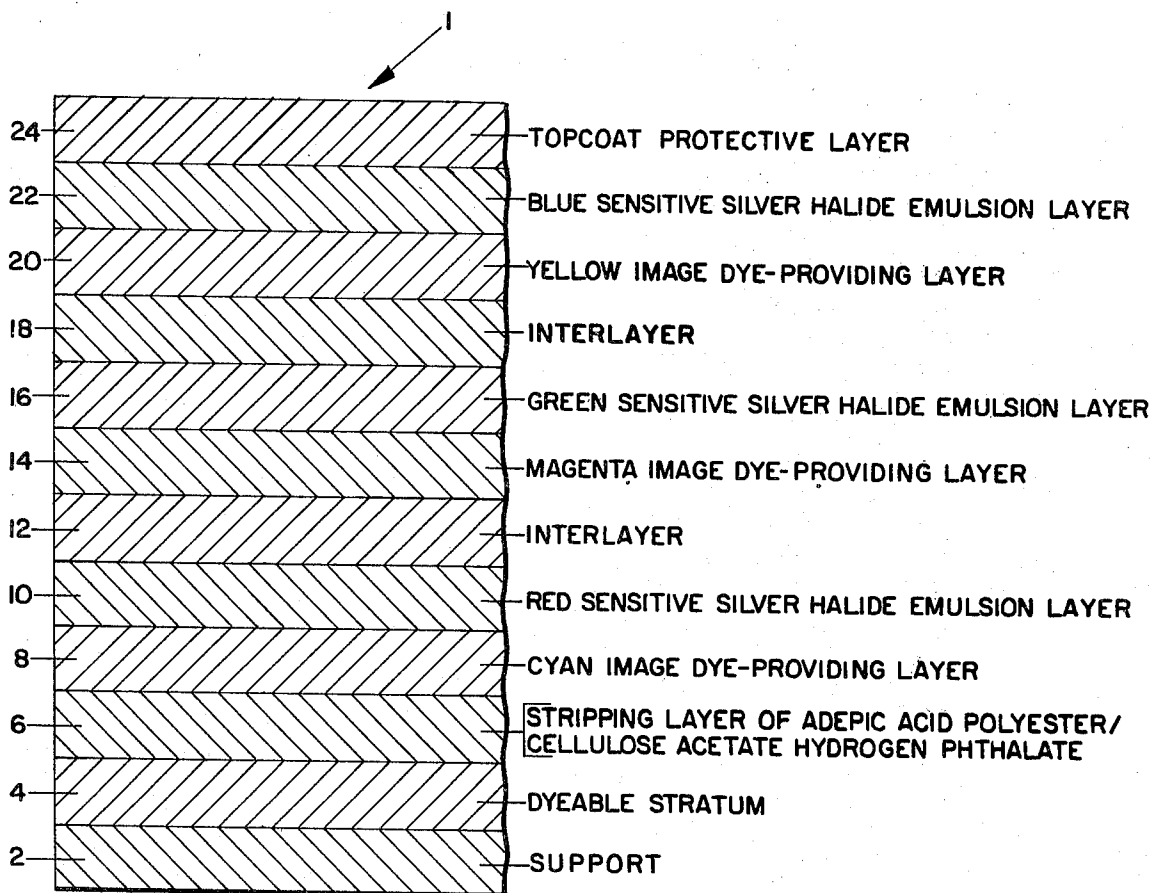 1
24 TOPCOAT PROTECTIVE LAYER
22 BLUE SENSITIVE SILVER HALIDE EMULSION LAYER
20 YELLOW IMAGE DYE-PROVIDING LAYER
18 INTERLAYER
16 GREEN SENSITIVE SILVER HALIDE EMULSION LAYER
14 MAGENTA IMAGE DYE-PROVIDING LAYER
12 INTERLAYER
10 RED SENSITIVE SILVER HALIDE EMULSION LAYER
8 CYAN IMAGE DYE-PROVIDING LAYER
6 STRIPPING LAYER OF ADEPIC ACID POLYESTER/
CELLULOSE ACETATE HYDROGEN PHTHALATE
4 DYEABLE STRATUM
2 SUPPORT